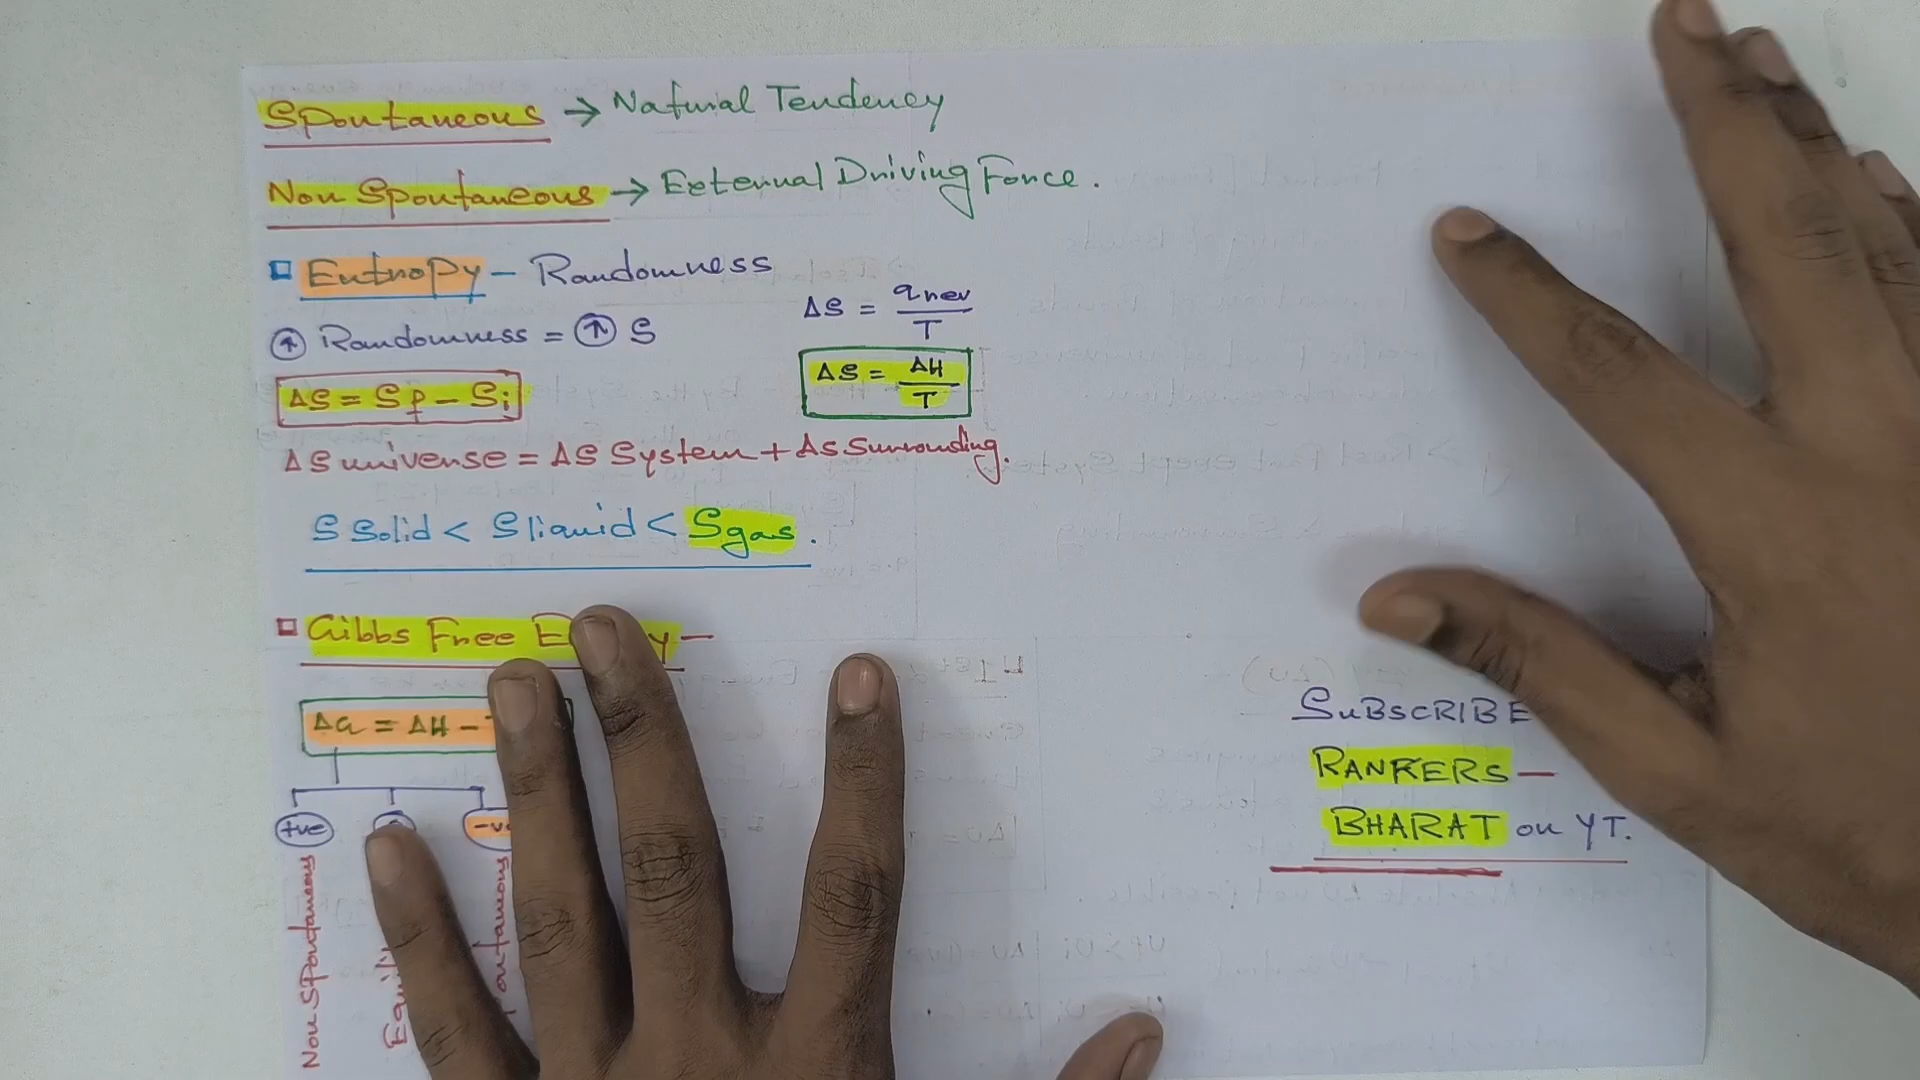 Spontaneous → Natural Tendency
Non Spontaneous → External Driving Force.
Entropy - Randomness
↑ Randomness = ↑ S
ΔS = qrev/T
ΔS = Sf - Si
ΔS = ΔH/T
ΔS universe = ΔS System + ΔS Surrounding.
S Solid < S liquid < S gas.
Gibbs Free
ΔG = ΔH -
+ve
Non Spontaneous
SUBSCRIBE
RANKERS-
BHARAT on YT.